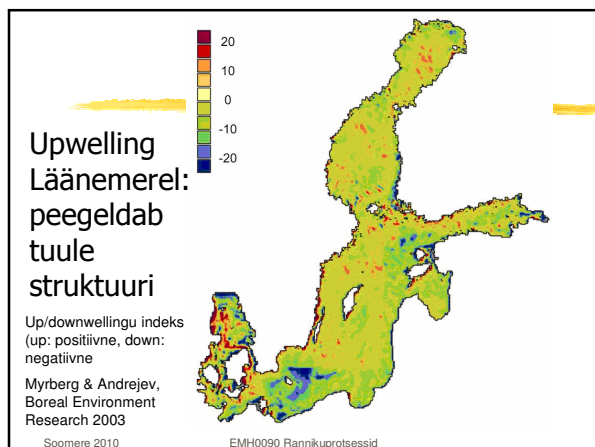 Upwelling
Läänemerel:
peegeldab
tuule
struktuuri
Up/downwellingu indeks
(up: positiivne, down:
negatiivne
Myrberg & Andrejev,
Boreal Environment
Research 2003
20
10
0
-10
-20
Soomere 2010
EMH0090 Rannikuprotsessid